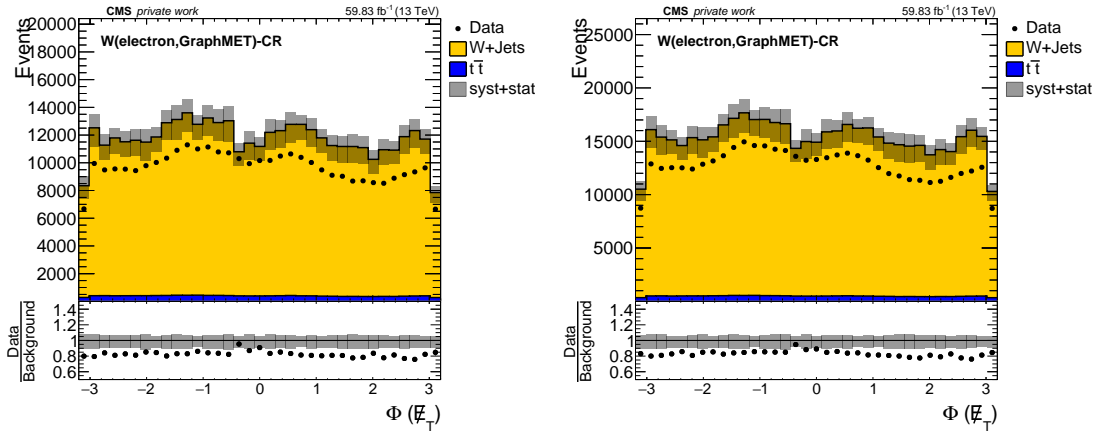 CMS private work 59.83 fb⁻¹ (13 TeV)
W(electron,GraphMET)-CR
Events
20000
18000
16000
14000
12000
10000
8000
6000
4000
2000
Data
W+Jets
tt̅
syst+stat
Data
Background
1.4
1.2
1
0.8
0.6
−3 −2 −1 0 1 2 3
Φ (E̸_T)
CMS private work 59.83 fb⁻¹ (13 TeV)
W(electron,GraphMET)-CR
Events
25000
20000
15000
10000
5000
Data
W+Jets
tt̅
syst+stat
Data
Background
1.4
1.2
1
0.8
0.6
−3 −2 −1 0 1 2 3
Φ (E̸_T)